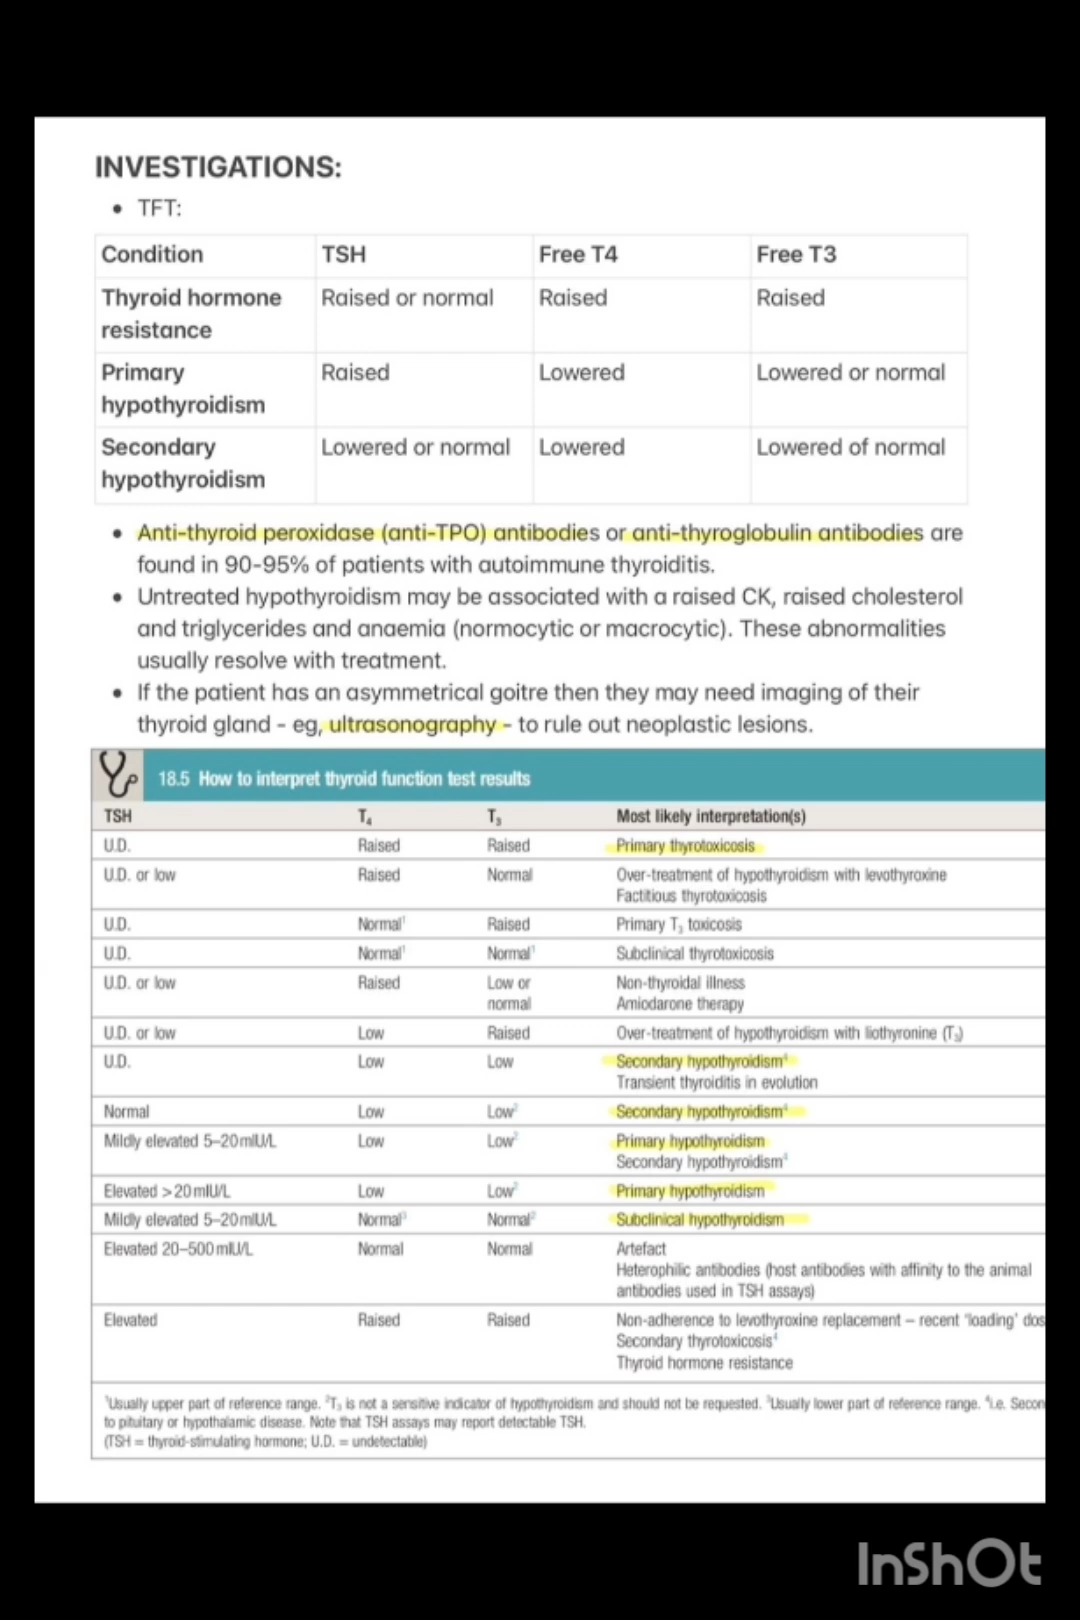 INVESTIGATIONS:
• TFT:
Condition TSH Free T4 Free T3
Thyroid hormone resistance Raised or normal Raised Raised
Primary hypothyroidism Raised Lowered Lowered or normal
Secondary hypothyroidism Lowered or normal Lowered Lowered of normal
• Anti-thyroid peroxidase (anti-TPO) antibodies or anti-thyroglobulin antibodies are
found in 90-95% of patients with autoimmune thyroiditis.
• Untreated hypothyroidism may be associated with a raised CK, raised cholesterol
and triglycerides and anaemia (normocytic or macrocytic). These abnormalities
usually resolve with treatment.
• If the patient has an asymmetrical goitre then they may need imaging of their
thyroid gland - eg, ultrasonography - to rule out neoplastic lesions.
18.5 How to interpret thyroid function test results
TSH T₄ T₃ Most likely interpretation(s)
U.D. Raised Raised Primary thyrotoxicosis
U.D. or low Raised Normal Over-treatment of hypothyroidism with levothyroxine
Factitious thyrotoxicosis
U.D. Normal¹ Raised Primary T₃ toxicosis
U.D. Normal¹ Normal¹ Subclinical thyrotoxicosis
U.D. or low Raised Low or normal Non-thyroidal illness
Amiodarone therapy
U.D. or low Low Raised Over-treatment of hypothyroidism with liothyronine (T₃)
U.D. Low Low Secondary hypothyroidism⁴
Transient thyroiditis in evolution
Normal Low Low² Secondary hypothyroidism⁴
Mildly elevated 5–20 mIU/L Low Low² Primary hypothyroidism
Secondary hypothyroidism⁴
Elevated >20 mIU/L Low Low² Primary hypothyroidism
Mildly elevated 5–20 mIU/L Normal³ Normal² Subclinical hypothyroidism
Elevated 20–500 mIU/L Normal Normal Artefact
Heterophilic antibodies (host antibodies with affinity to the animal
antibodies used in TSH assays)
Elevated Raised Raised Non-adherence to levothyroxine replacement – recent 'loading' dos
Secondary thyrotoxicosis⁴
Thyroid hormone resistance
¹Usually upper part of reference range. ²T₃ is not a sensitive indicator of hypothyroidism and should not be requested. ³Usually lower part of reference range. ⁴i.e. Secon
to pituitary or hypothalamic disease. Note that TSH assays may report detectable TSH.
(TSH = thyroid-stimulating hormone; U.D. = undetectable)
InShOt